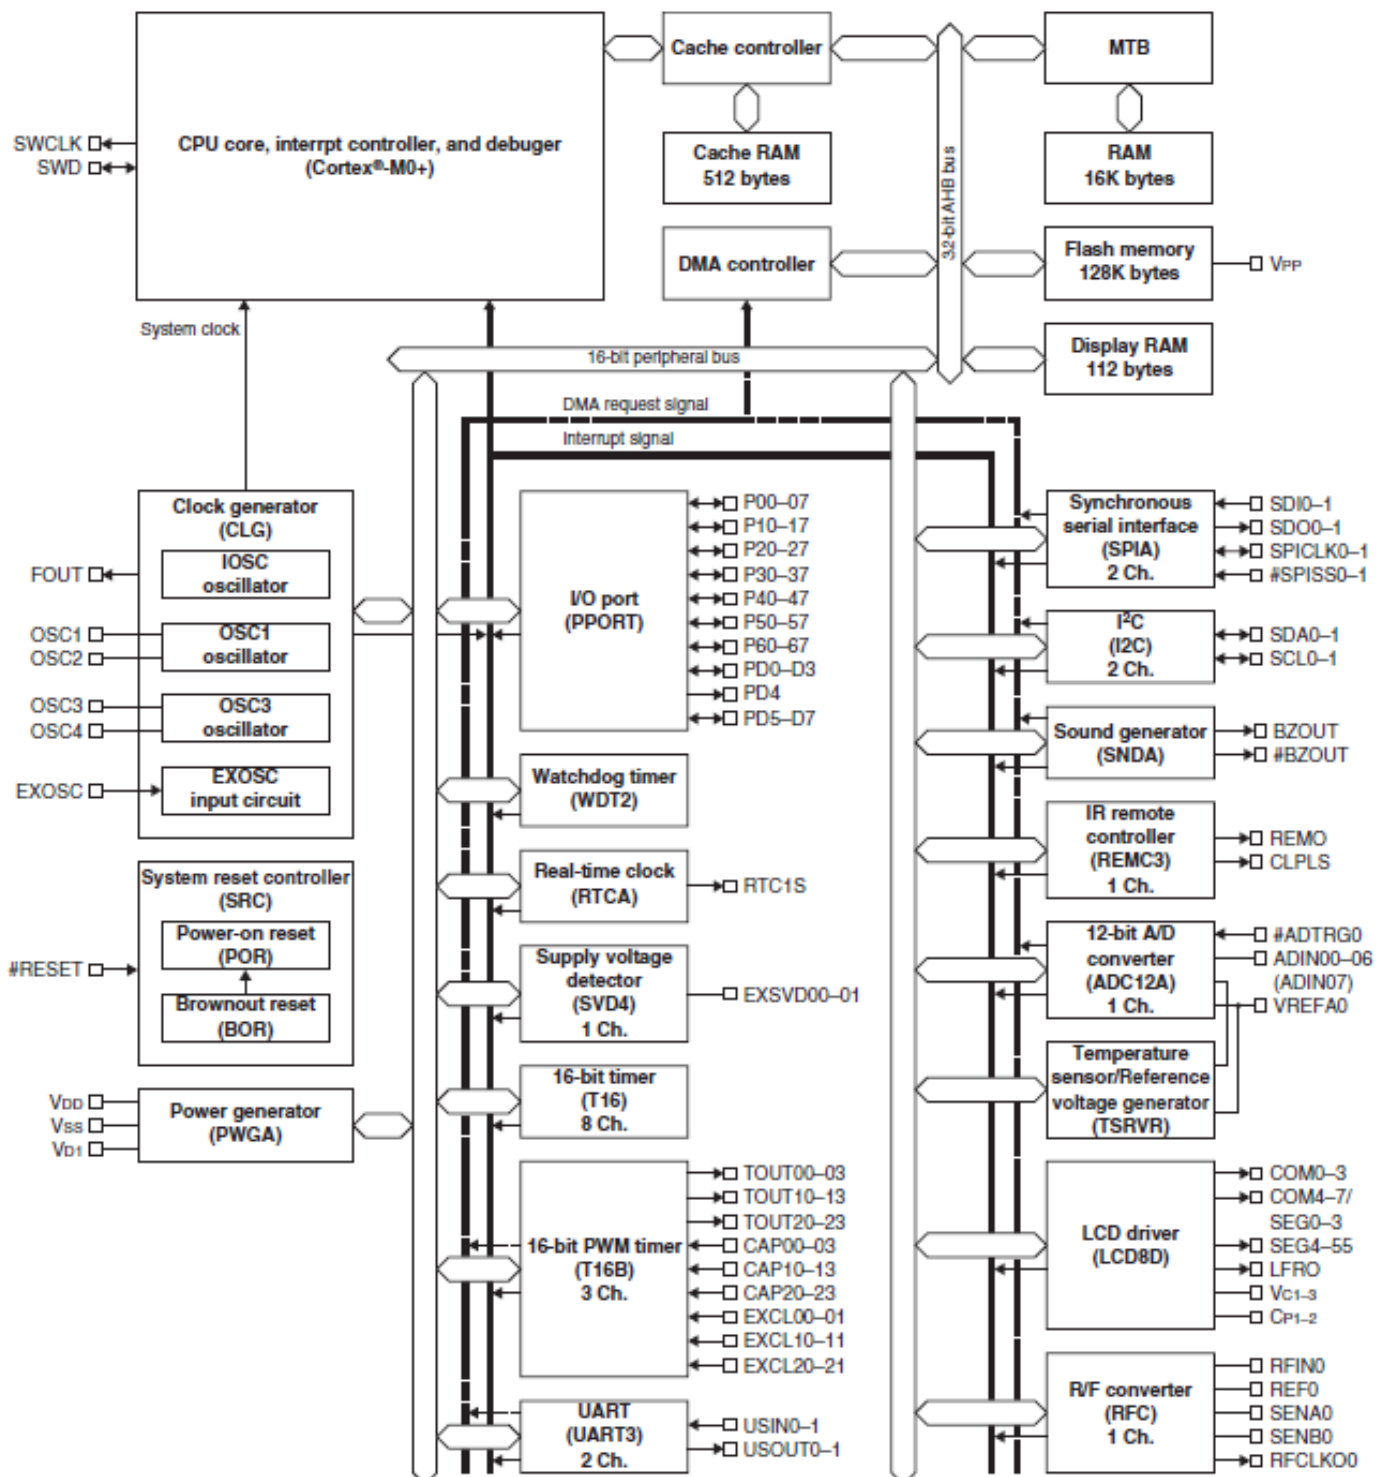 CPU core, interrpt controller, and debuger
(Cortex®-M0+)
SWCLK
SWD
Cache controller
Cache RAM
512 bytes
DMA controller
32-bit AHB bus
MTB
RAM
16K bytes
Flash memory
128K bytes
VPP
Display RAM
112 bytes
System clock
16-bit peripheral bus
DMA request signal
Interrupt signal
Clock generator
(CLG)
IOSC
oscillator
OSC1
oscillator
OSC3
oscillator
EXOSC
input circuit
FOUT
OSC1
OSC2
OSC3
OSC4
EXOSC
System reset controller
(SRC)
Power-on reset
(POR)
Brownout reset
(BOR)
#RESET
Power generator
(PWGA)
VDD
VSS
VD1
I/O port
(PPORT)
P00–07
P10–17
P20–27
P30–37
P40–47
P50–57
P60–67
PD0–D3
PD4
PD5–D7
Watchdog timer
(WDT2)
Real-time clock
(RTCA)
RTC1S
Supply voltage
detector
(SVD4)
1 Ch.
EXSVD00–01
16-bit timer
(T16)
8 Ch.
16-bit PWM timer
(T16B)
3 Ch.
TOUT00–03
TOUT10–13
TOUT20–23
CAP00–03
CAP10–13
CAP20–23
EXCL00–01
EXCL10–11
EXCL20–21
UART
(UART3)
2 Ch.
USIN0–1
USOUT0–1
Synchronous
serial interface
(SPIA)
2 Ch.
SDI0–1
SDO0–1
SPICLK0–1
#SPISS0–1
I²C
(I2C)
2 Ch.
SDA0–1
SCL0–1
Sound generator
(SNDA)
BZOUT
#BZOUT
IR remote
controller
(REMC3)
1 Ch.
REMO
CLPLS
12-bit A/D
converter
(ADC12A)
1 Ch.
#ADTRG0
ADIN00–06
(ADIN07)
VREFA0
Temperature
sensor/Reference
voltage generator
(TSRVR)
LCD driver
(LCD8D)
COM0–3
COM4–7/
SEG0–3
SEG4–55
LFRO
VC1–3
CP1–2
R/F converter
(RFC)
1 Ch.
RFIN0
REF0
SENA0
SENB0
RFCLKO0